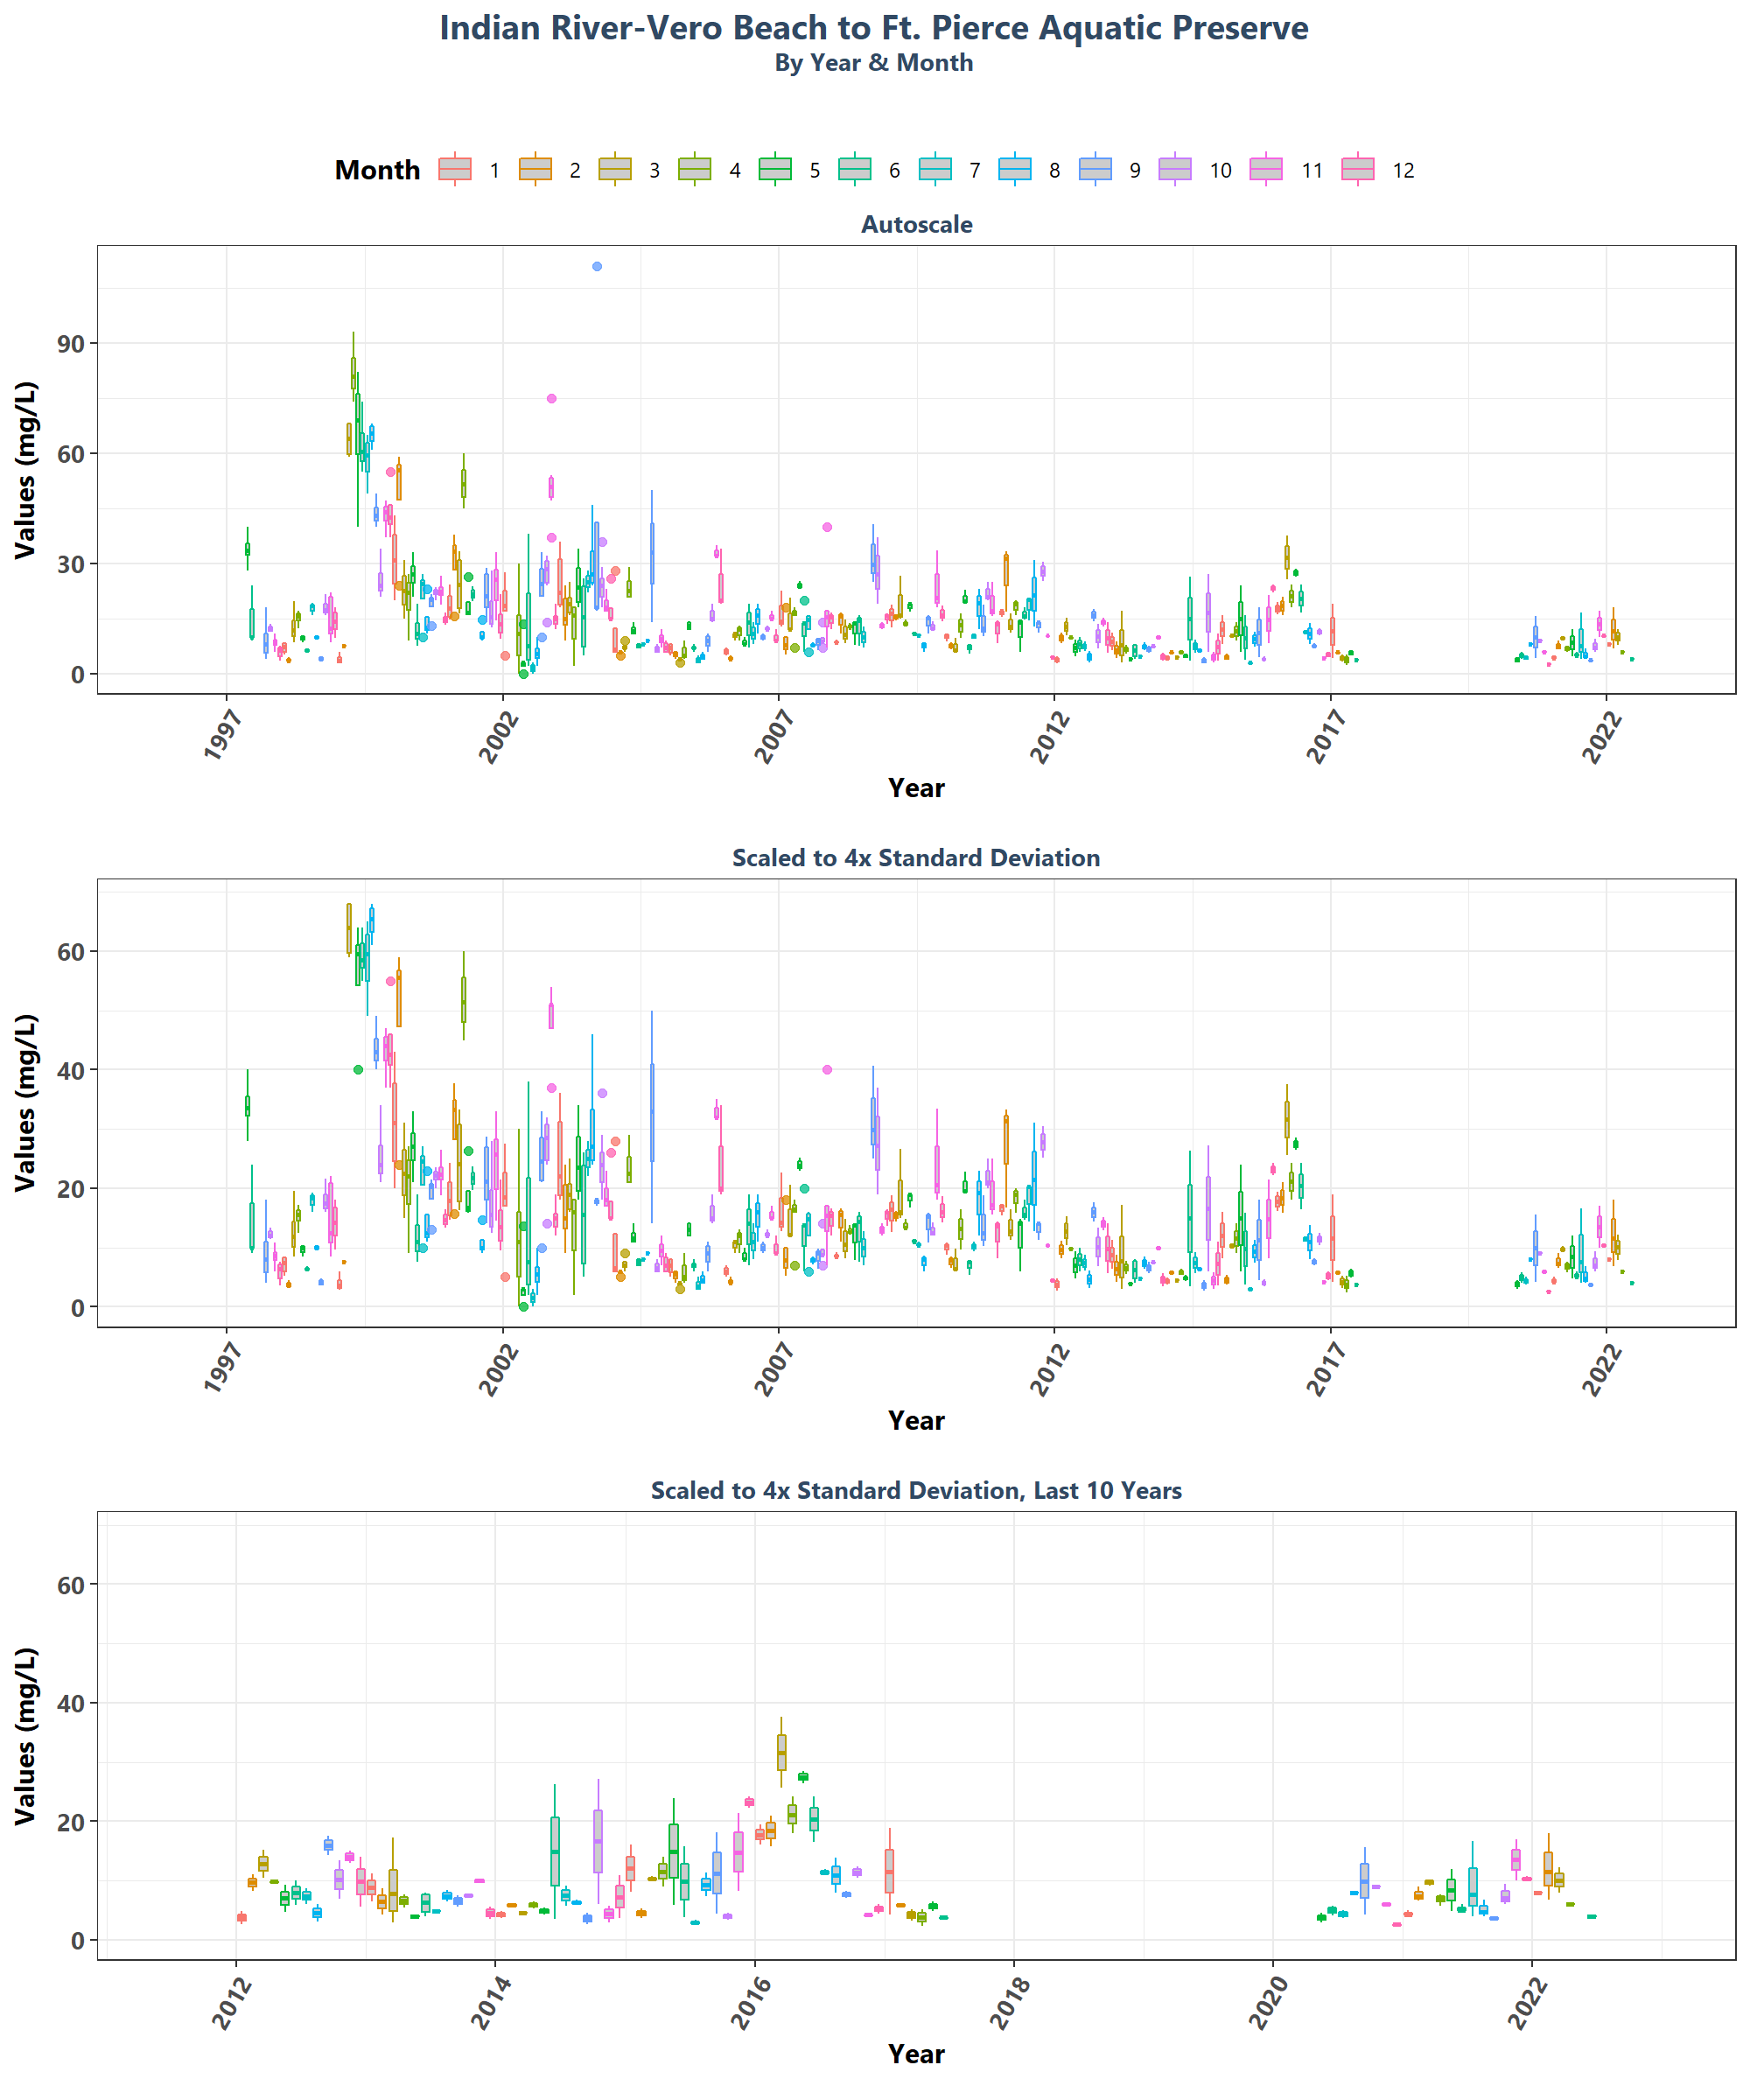 Indian River-Vero Beach to Ft. Pierce Aquatic Preserve
By Year & Month
Month 1 2 3 4 5 6 7 8 9 10 11 12
Autoscale
Values (mg/L)
90
60
30
0
1997 2002 2007 2012 2017 2022
Year
Scaled to 4x Standard Deviation
Values (mg/L)
60
40
20
0
1997 2002 2007 2012 2017 2022
Year
Scaled to 4x Standard Deviation, Last 10 Years
Values (mg/L)
60
40
20
0
2012 2014 2016 2018 2020 2022
Year